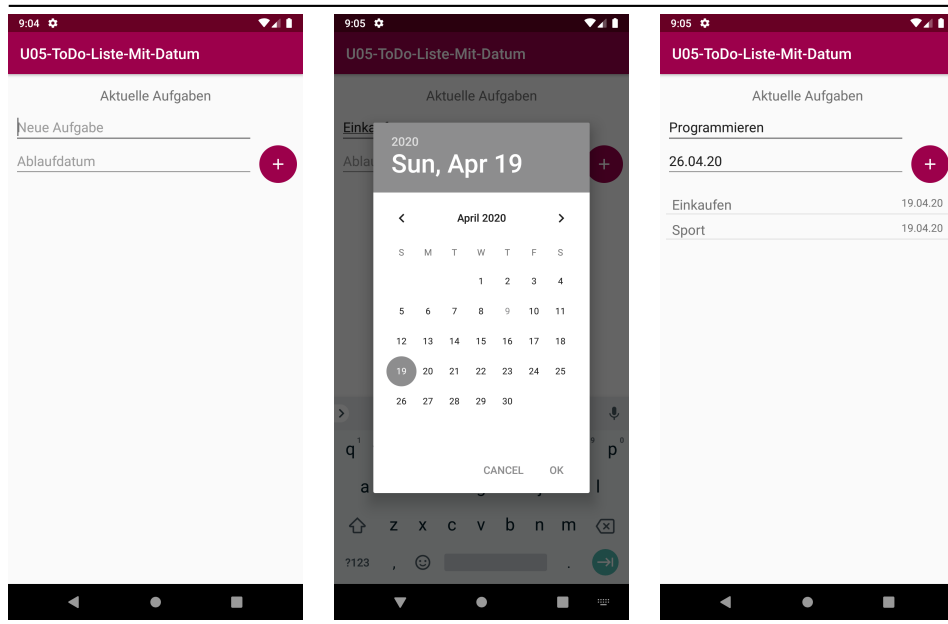 9:04
U05-ToDo-Liste-Mit-Datum
Aktuelle Aufgaben
Neue Aufgabe
Ablaufdatum
+
9:05
U05-ToDo-Liste-Mit-Datum
Aktuelle Aufgaben
Einka
Ablau
+
2020
Sun, Apr 19
April 2020
S M T W T F S
1 2 3 4
5 6 7 8 9 10 11
12 13 14 15 16 17 18
19 20 21 22 23 24 25
26 27 28 29 30
CANCEL OK
q 1 9 p 0
a l
z x c v b n m
?123 , .
9:05
U05-ToDo-Liste-Mit-Datum
Aktuelle Aufgaben
Programmieren
26.04.20
+
Einkaufen 19.04.20
Sport 19.04.20